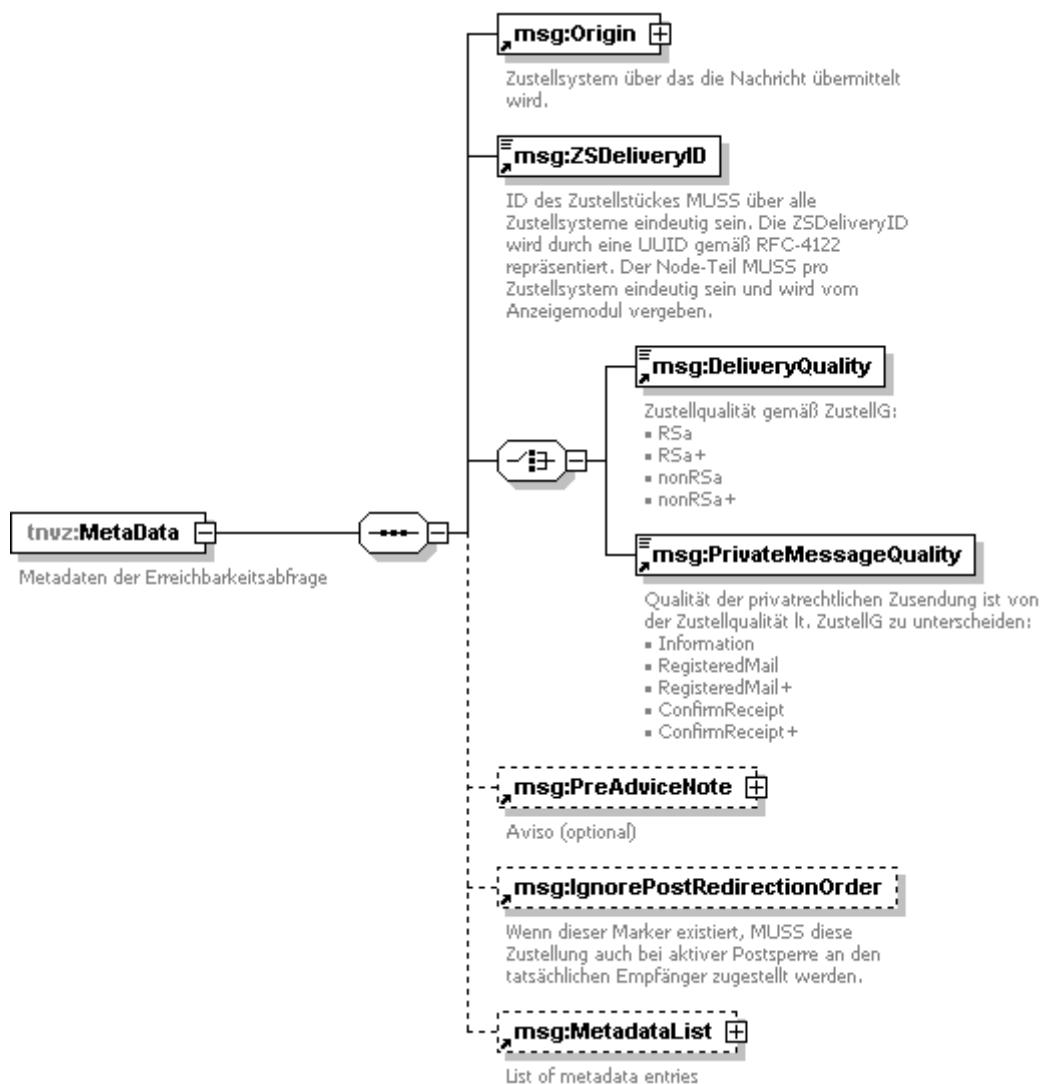 msg:Origin
Zustellsystem über das die Nachricht übermittelt
wird.
msg:ZSDeliveryID
ID des Zustellstückes MUSS über alle
Zustellsysteme eindeutig sein. Die ZSDeliveryID
wird durch eine UUID gemäß RFC-4122
repräsentiert. Der Node-Teil MUSS pro
Zustellsystem eindeutig sein und wird vom
Anzeigemodul vergeben.
msg:DeliveryQuality
Zustellqualität gemäß ZustellG:
▪ RSa
▪ RSa+
▪ nonRSa
▪ nonRSa+
tnvz:MetaData
Metadaten der Erreichbarkeitsabfrage
msg:PrivateMessageQuality
Qualität der privatrechtlichen Zusendung ist von
der Zustellqualität lt. ZustellG zu unterscheiden:
▪ Information
▪ RegisteredMail
▪ RegisteredMail+
▪ ConfirmReceipt
▪ ConfirmReceipt+
msg:PreAdviceNote
Aviso (optional)
msg:IgnorePostRedirectionOrder
Wenn dieser Marker existiert, MUSS diese
Zustellung auch bei aktiver Postsperre an den
tatsächlichen Empfänger zugestellt werden.
msg:MetadataList
List of metadata entries